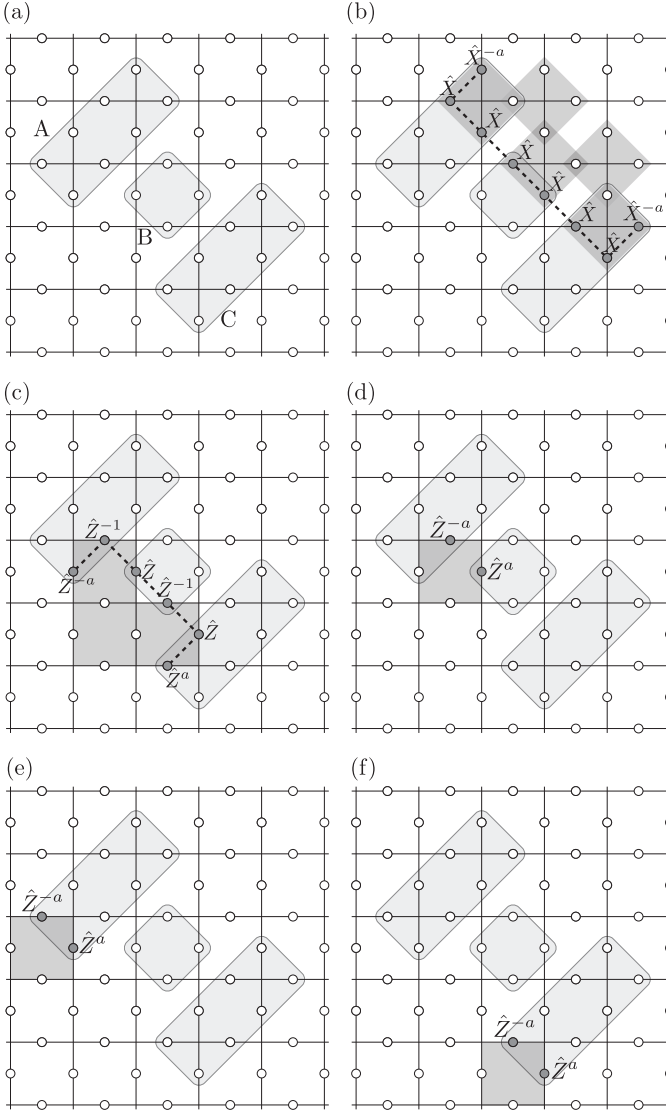 (a)
(b)
A
B
C
X̂^{-a}
X̂
X̂
X̂
X̂
X̂ X̂^{-a}
X̂
(c)
(d)
Ẑ^{-1}
Ẑ^{-a} Ẑ
Ẑ^{-1}
Ẑ
Ẑ^{a}
Ẑ^{-a}
Ẑ^{a}
(e)
(f)
Ẑ^{-a}
Ẑ^{a}
Ẑ^{-a}
Ẑ^{a}